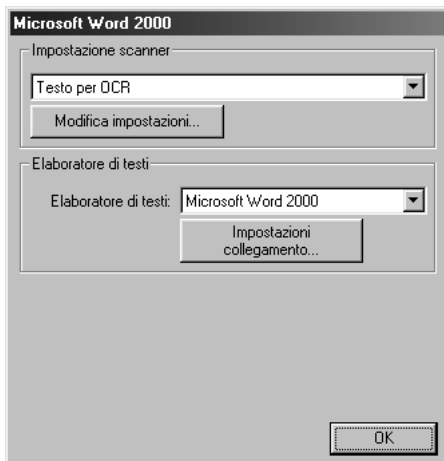 Microsoft Word 2000
Impostazione scanner
Testo per OCR
Modifica impostazioni...
Elaboratore di testi
Elaboratore di testi: Microsoft Word 2000
Impostazioni
collegamento...
OK